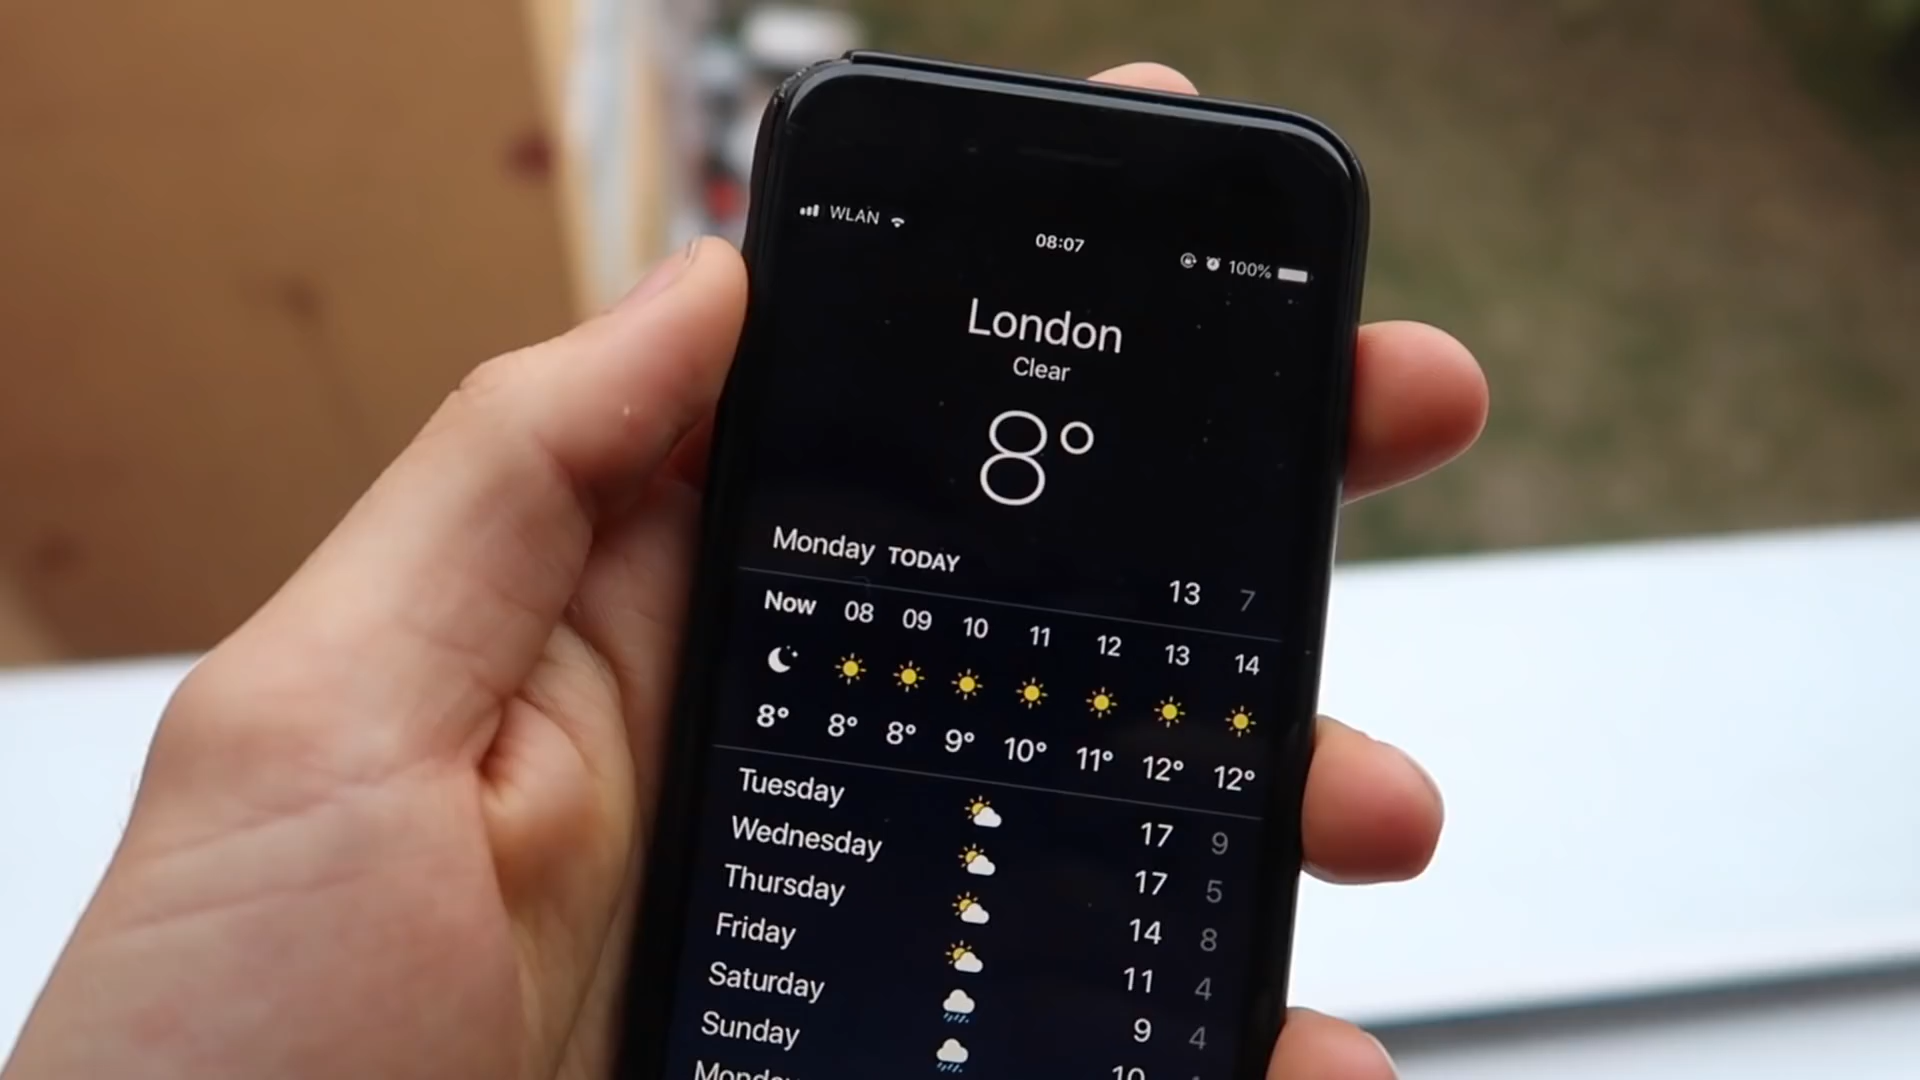 WLAN 08:07 100%
London
Clear
8°
Monday TODAY 13 7
Now 08 09 10 11 12 13 14
8° 8° 8° 9° 10° 11° 12° 12°
Tuesday 17 9
Wednesday 17 5
Thursday 14 8
Friday 11 4
Saturday 9 4
Sunday 10